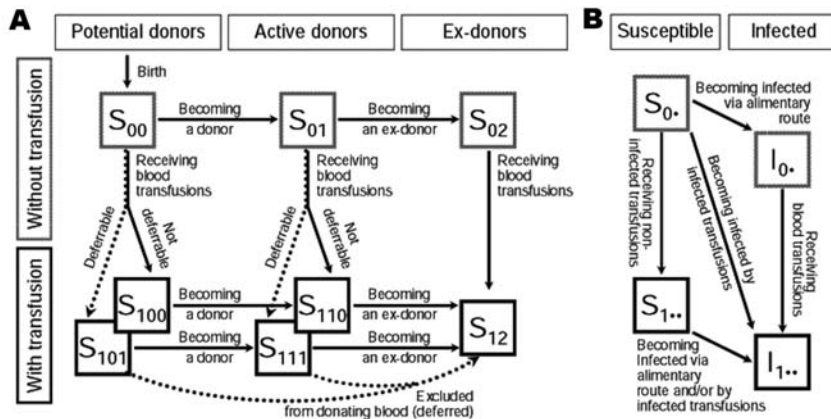 A
Potential donors
Active donors
Ex-donors
Without transfusion
With transfusion
Birth
S00
Becoming
a donor
S01
Becoming
an ex-donor
S02
Receiving
blood
transfusions
Receiving
blood
transfusions
Receiving
blood
transfusions
Deferrable
Not
deferrable
Deferrable
Not
deferrable
S100
Becoming
a donor
S110
Becoming
an ex-donor
S12
S101
Becoming
a donor
S111
Becoming
an ex-donor
Excluded
from donating blood (deferred)
B
Susceptible
Infected
S0•
Becoming infected
via alimentary
route
I0•
Receiving non-
infected transfusions
Becoming infected by
infected transfusions
Receiving
blood transfusions
S1••
I1••
Becoming
Infected via
alimentary
route and/or by
infected transfusions